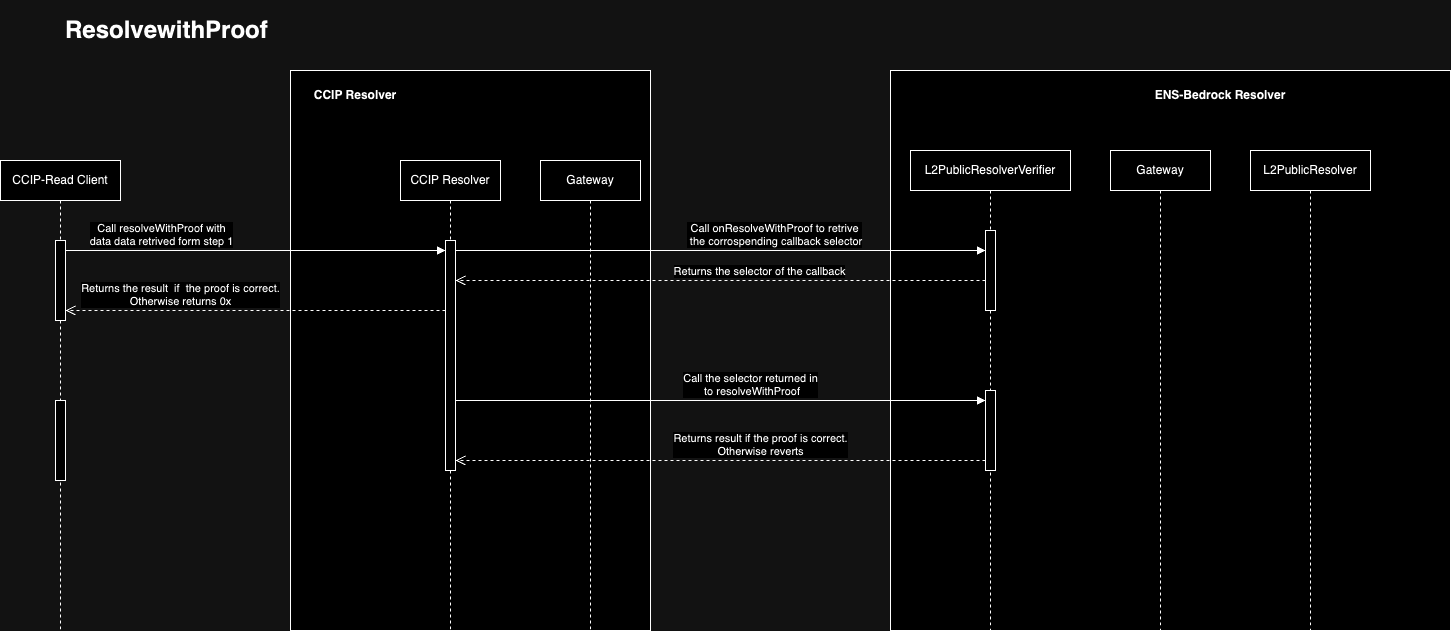 ResolvewithProof
CCIP Resolver
ENS-Bedrock Resolver
CCIP-Read Client
CCIP Resolver
Gateway
L2PublicResolverVerifier
Gateway
L2PublicResolver
Call resolveWithProof with
data data retrived form step 1
Call onResolveWithProof to retrive
the corrospending callback selector
Returns the selector of the callback
Returns the result if the proof is correct.
Otherwise returns 0x
Call the selector returned in
to resolveWithProof
Returns result if the proof is correct.
Otherwise reverts